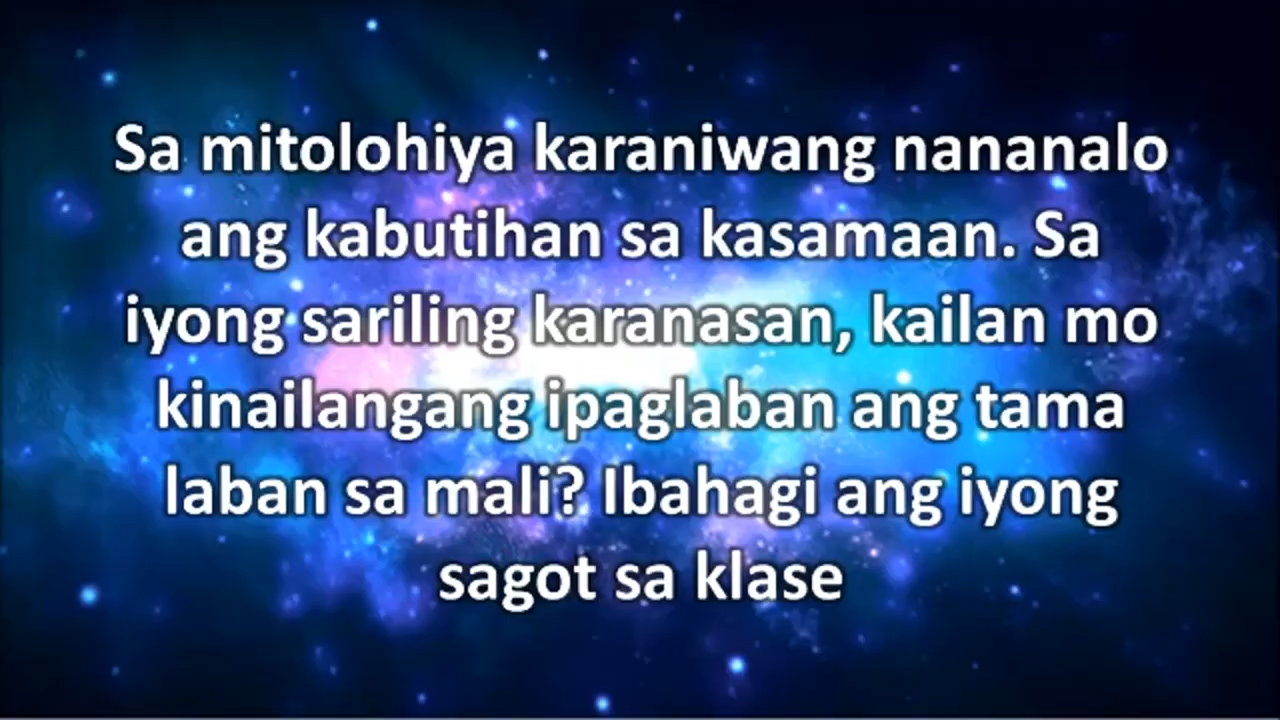 Sa mitolohiya karaniwang nananalo
ang kabutihan sa kasamaan. Sa
iyong sariling karanasan, kailan mo
kinailangang ipaglaban ang tama
laban sa mali? Ibahagi ang iyong
sagot sa klase